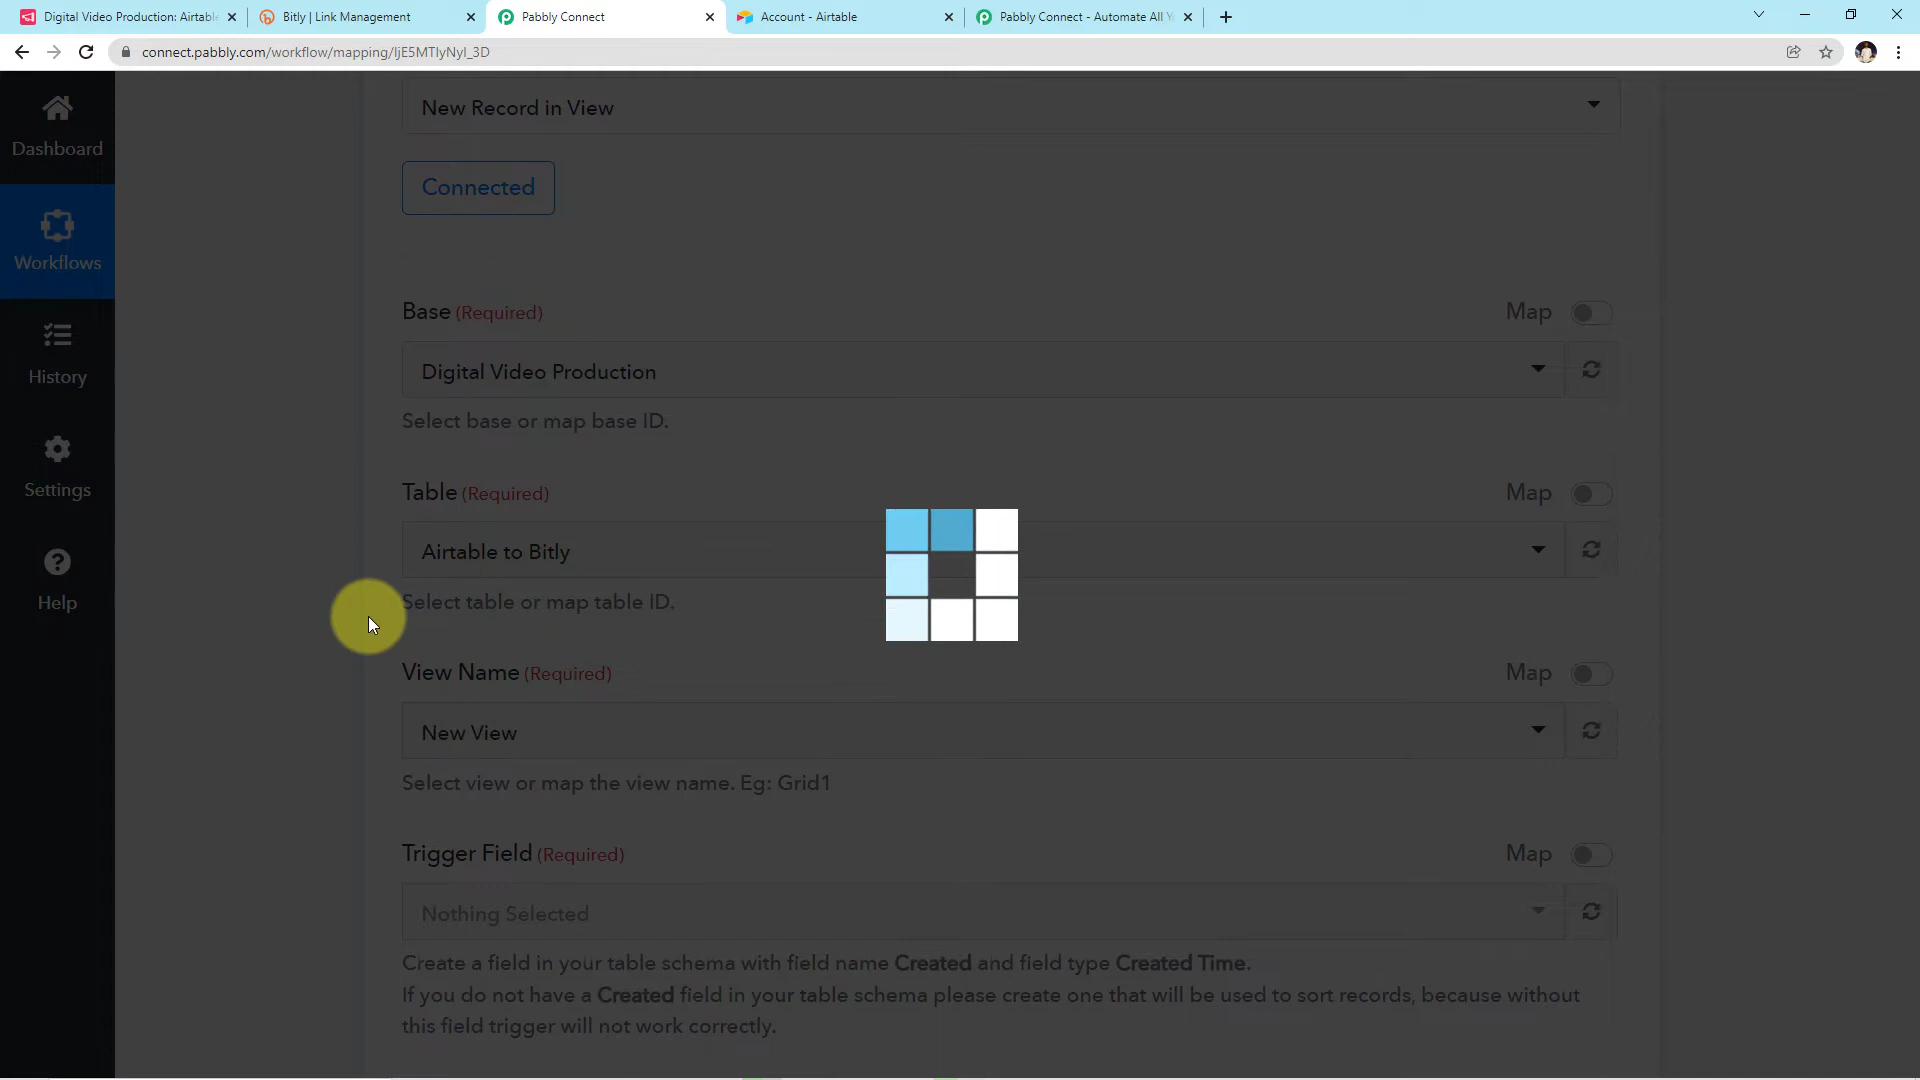 Digital Video Production: Airtabl
Bitly | Link Management
Pabbly Connect
Account - Airtable
Pabbly Connect - Automate All Y
connect.pabbly.com/workflow/mapping/IjE5MTIyNyI_3D
Dashboard
Workflows
History
Settings
Help
New Record in View
Connected
Base (Required)
Map
Digital Video Production
Select base or map base ID.
Table (Required)
Map
Airtable to Bitly
Select table or map table ID.
View Name (Required)
Map
New View
Select view or map the view name. Eg: Grid1
Trigger Field (Required)
Map
Nothing Selected
Create a field in your table schema with field name Created and field type Created Time.
If you do not have a Created field in your table schema please create one that will be used to sort records, because without
this field trigger will not work correctly.